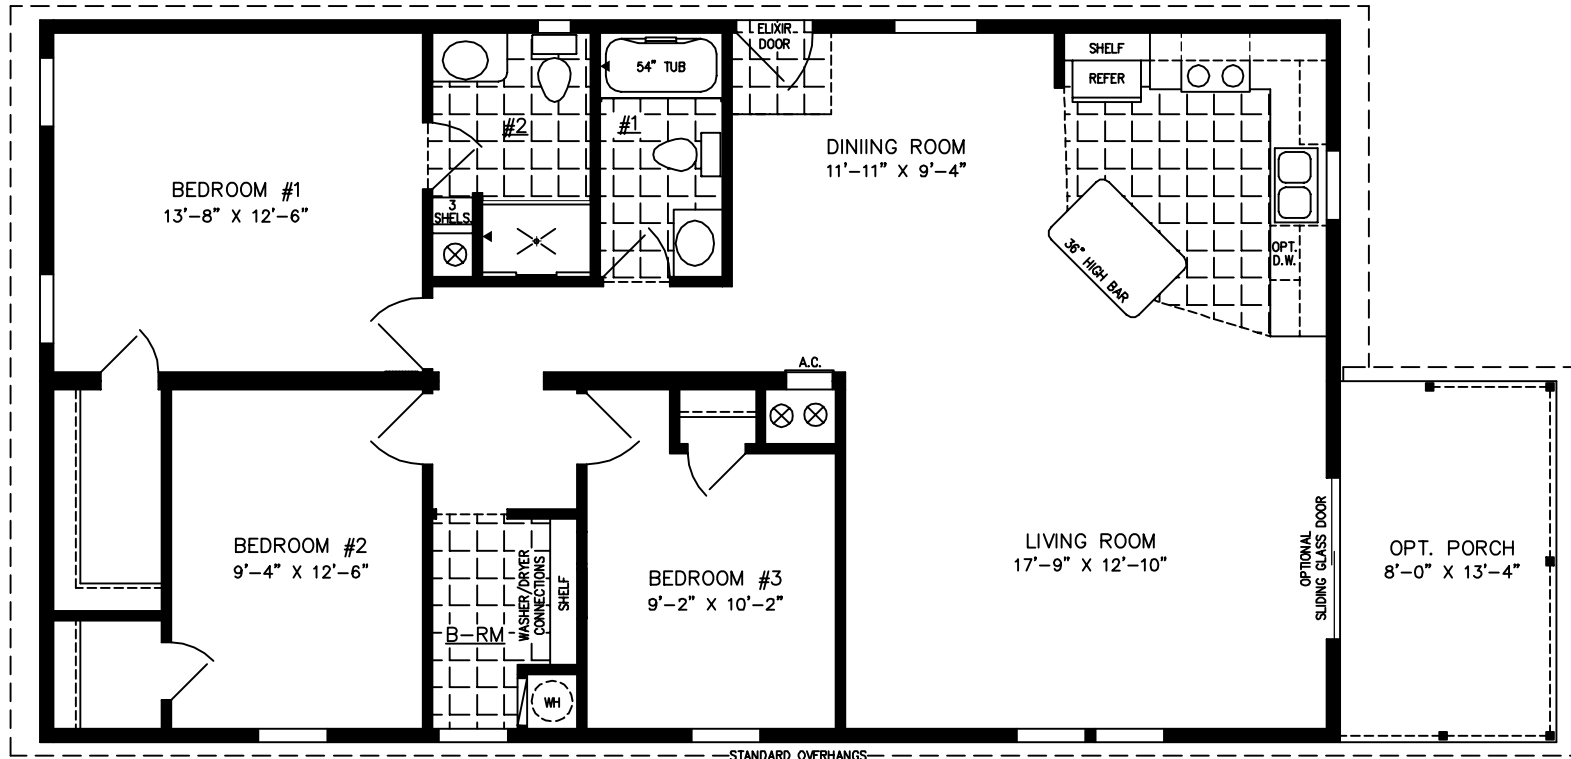 ELIXIR
DOOR
SHELF
REFER
54" TUB
#2
#1
DINIING ROOM
11'-11" X 9'-4"
BEDROOM #1
13'-8" X 12'-6"
3
SHELS.
36" HIGH BAR
OPT.
D.W.
A.C.
BEDROOM #2
9'-4" X 12'-6"
WASHER/DRYER
CONNECTIONS
SHELF
B-RM
WH
BEDROOM #3
9'-2" X 10'-2"
LIVING ROOM
17'-9" X 12'-10"
OPTIONAL
SLIDING GLASS DOOR
OPT. PORCH
8'-0" X 13'-4"
STANDARD OVERHANGS